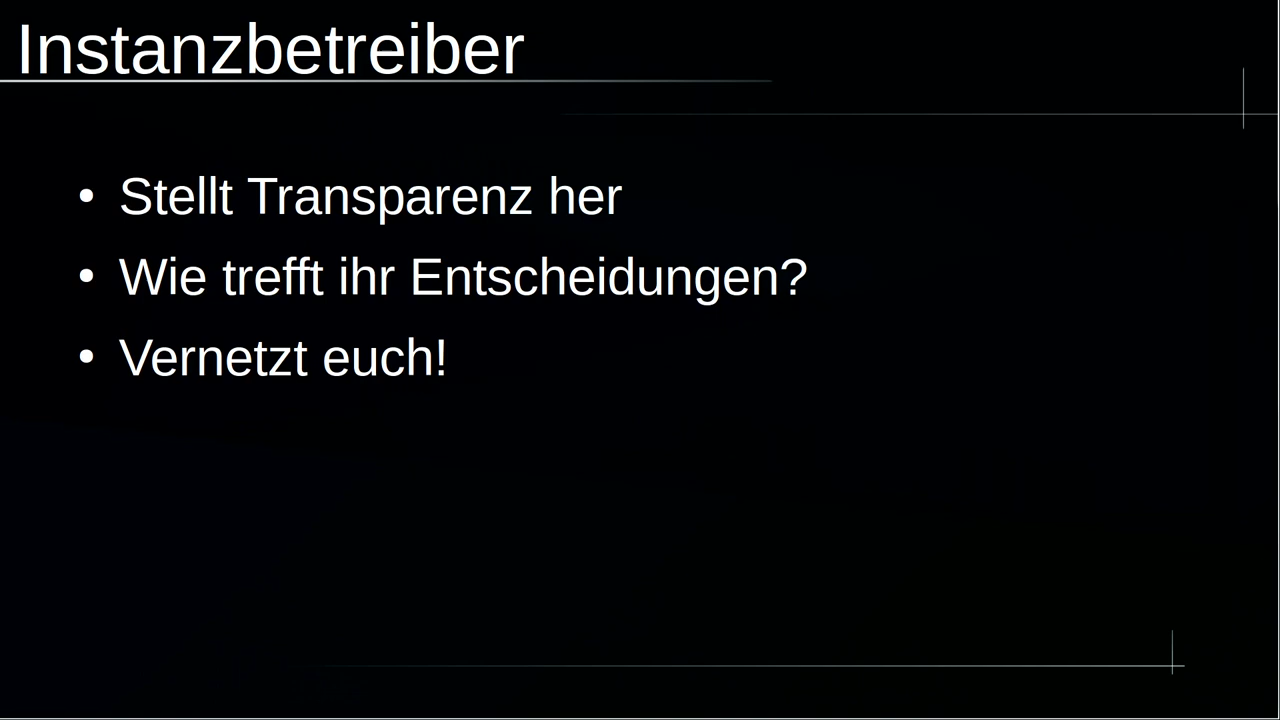 Instanzbetreiber
• Stellt Transparenz her
• Wie trefft ihr Entscheidungen?
• Vernetzt euch!